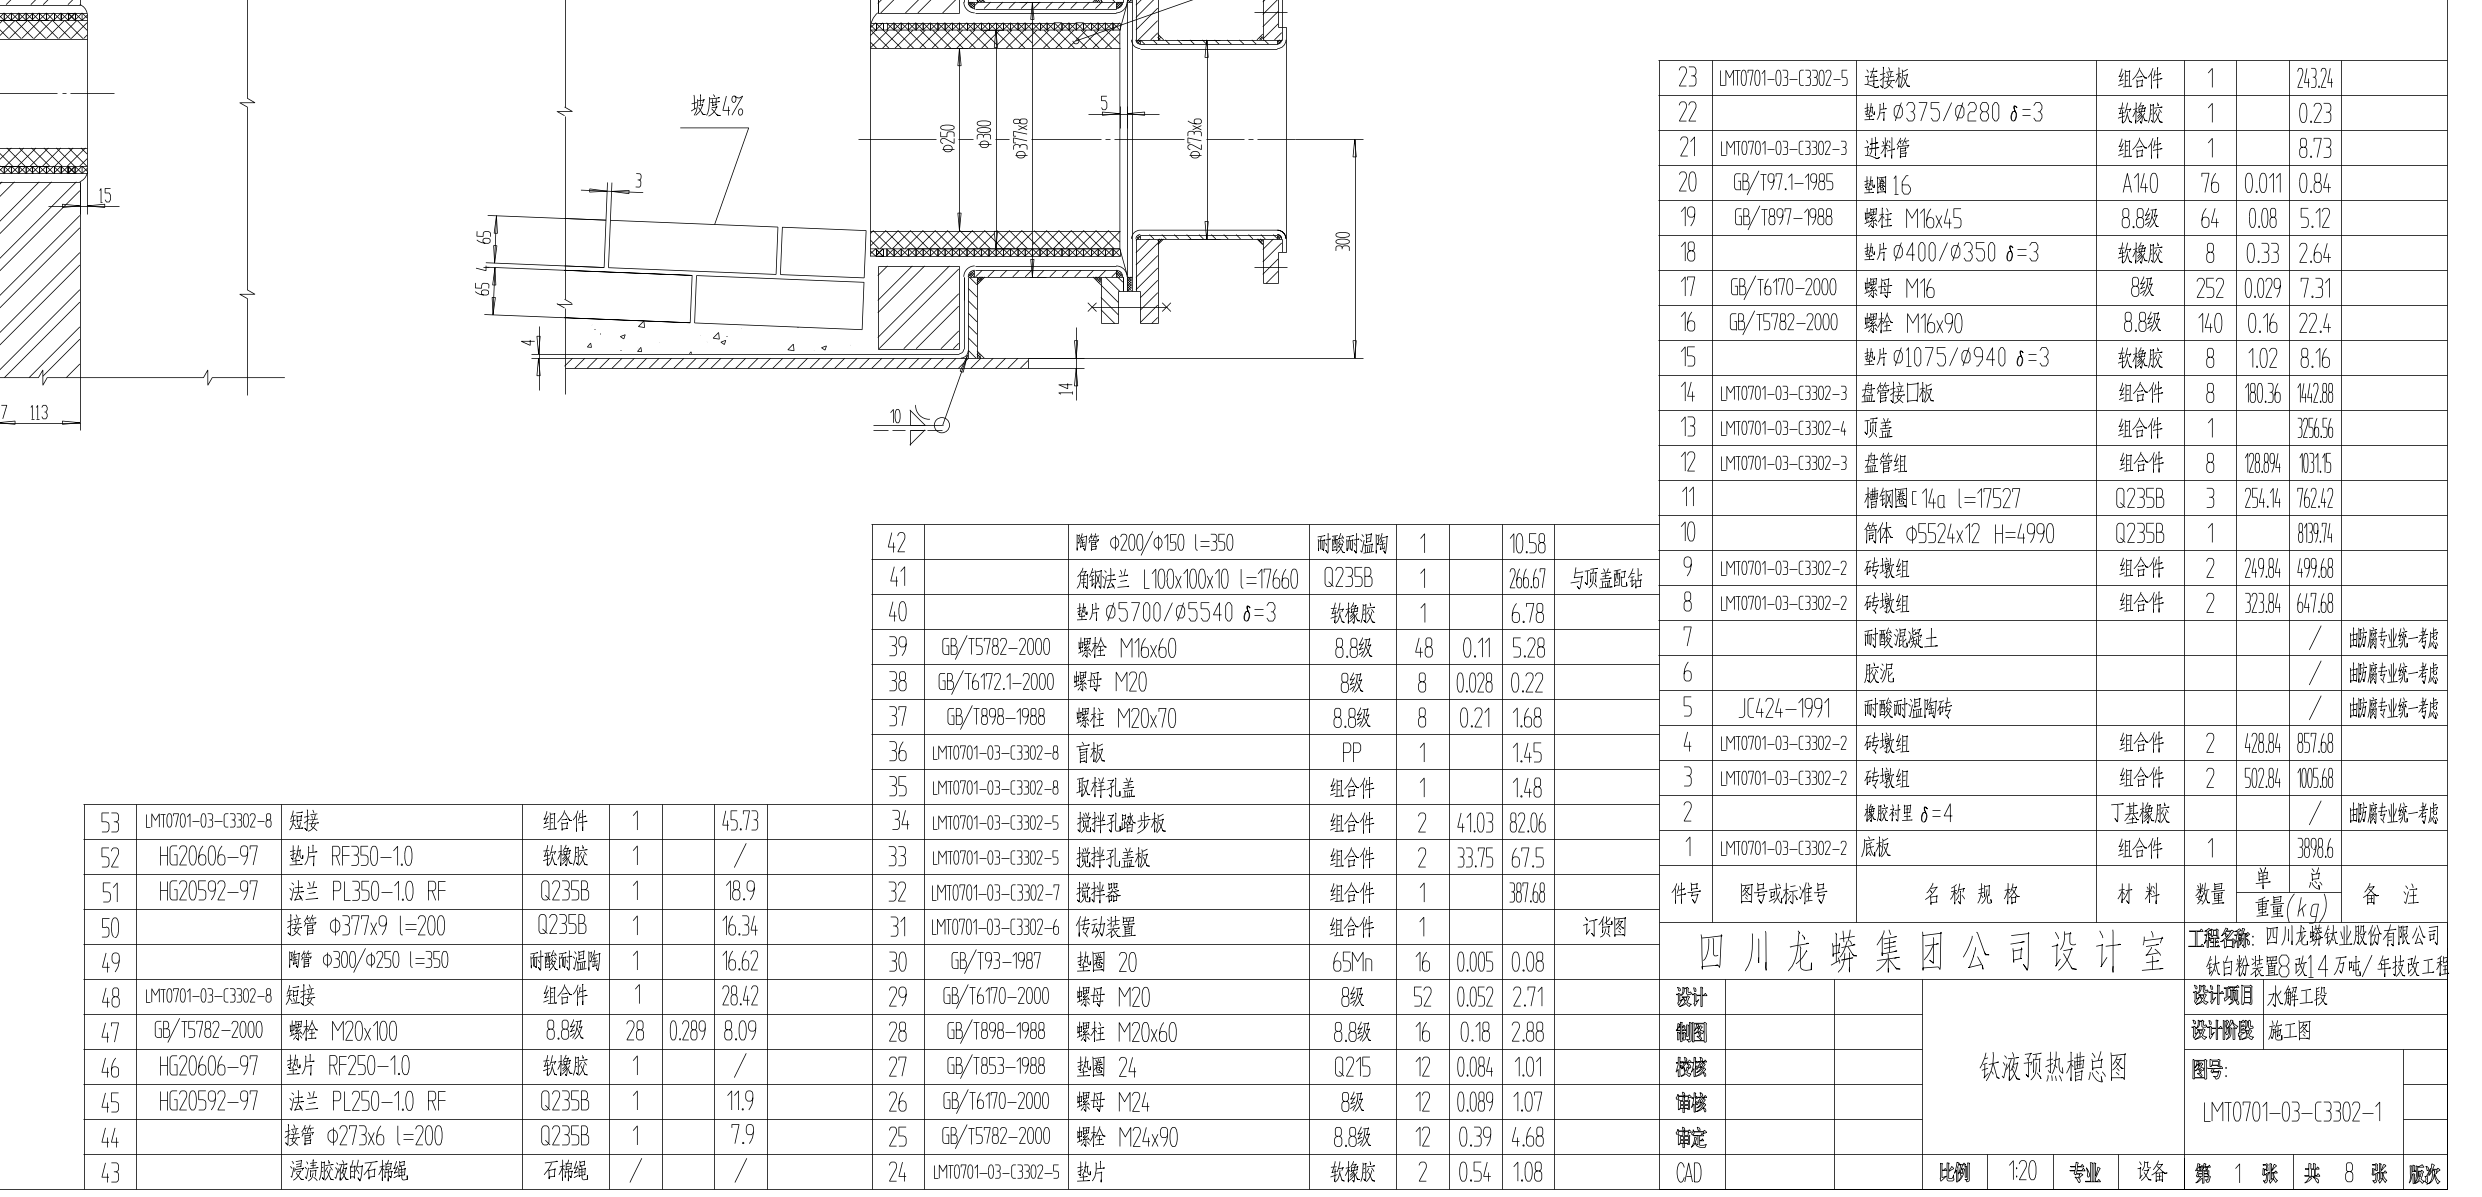 坡度4%
3
15
65
4
65
4
10
14
7 113
Φ250
Φ300
Φ377x8
5
Φ273x6
300
23 LMT0701-03-C3302-5 连接板 组合件 1 243.24
22 垫片 Φ375/Φ280 δ=3 软橡胶 1 0.23
21 LMT0701-03-C3302-3 进料管 组合件 1 8.73
20 GB/T97.1-1985 垫圈 16 A140 76 0.011 0.84
19 GB/T897-1988 螺柱 M16x45 8.8级 64 0.08 5.12
18 垫片 Φ400/Φ350 δ=3 软橡胶 8 0.33 2.64
17 GB/T6170-2000 螺母 M16 8级 252 0.029 7.31
16 GB/T5782-2000 螺栓 M16x90 8.8级 140 0.16 22.4
15 垫片 Φ1075/Φ940 δ=3 软橡胶 8 1.02 8.16
14 LMT0701-03-C3302-3 盘管接口板 组合件 8 180.36 1442.88
13 LMT0701-03-C3302-4 顶盖 组合件 1 3256.56
12 LMT0701-03-C3302-3 盘管组 组合件 8 128.894 1031.15
11 槽钢圈[14a l=17527 Q235B 3 254.14 762.42
10 筒体 Φ5524x12 H=4990 Q235B 1 8139.74
9 LMT0701-03-C3302-2 砖墩组 组合件 2 249.84 499.68
8 LMT0701-03-C3302-2 砖墩组 组合件 2 323.84 647.68
7 耐酸混凝土 / 由防腐专业统一考虑
6 胶泥 / 由防腐专业统一考虑
5 JC424-1991 耐酸耐温陶砖 / 由防腐专业统一考虑
4 LMT0701-03-C3302-2 砖墩组 组合件 2 428.84 857.68
3 LMT0701-03-C3302-2 砖墩组 组合件 2 502.84 1005.68
2 橡胶衬里 δ=4 丁基橡胶 / 由防腐专业统一考虑
1 LMT0701-03-C3302-2 底板 组合件 1 3898.6
件号 图号或标准号 名称规格 材料 数量 单 总 重量(kg) 备注
42 陶管 Φ200/Φ150 l=350 耐酸耐温陶 1 10.58
41 角钢法兰 L100x100x10 l=17660 Q235B 1 266.67 与顶盖配钻
40 垫片 Φ5700/Φ5540 δ=3 软橡胶 1 6.78
39 GB/T5782-2000 螺栓 M16x60 8.8级 48 0.11 5.28
38 GB/T6172.1-2000 螺母 M20 8级 8 0.028 0.22
37 GB/T898-1988 螺柱 M20x70 8.8级 8 0.21 1.68
36 LMT0701-03-C3302-8 盲板 PP 1 1.45
35 LMT0701-03-C3302-8 取样孔盖 组合件 1 1.48
34 LMT0701-03-C3302-5 搅拌孔踏步板 组合件 2 41.03 82.06
33 LMT0701-03-C3302-5 搅拌孔盖板 组合件 2 33.75 67.5
32 LMT0701-03-C3302-7 搅拌器 组合件 1 387.68
31 LMT0701-03-C3302-6 传动装置 组合件 1 订货图
30 GB/T93-1987 垫圈 20 65Mn 16 0.005 0.08
29 GB/T6170-2000 螺母 M20 8级 52 0.052 2.71
28 GB/T898-1988 螺柱 M20x60 8.8级 16 0.18 2.88
27 GB/T853-1988 垫圈 24 Q215 12 0.084 1.01
26 GB/T6170-2000 螺母 M24 8级 12 0.089 1.07
25 GB/T5782-2000 螺栓 M24x90 8.8级 12 0.39 4.68
24 LMT0701-03-C3302-5 垫片 软橡胶 2 0.54 1.08
53 LMT0701-03-C3302-8 短接 组合件 1 45.73
52 HG20606-97 垫片 RF350-1.0 软橡胶 1 /
51 HG20592-97 法兰 PL350-1.0 RF Q235B 1 18.9
50 接管 Φ377x9 l=200 Q235B 1 16.34
49 陶管 Φ300/Φ250 l=350 耐酸耐温陶 1 16.62
48 LMT0701-03-C3302-8 短接 组合件 1 28.42
47 GB/T5782-2000 螺栓 M20x100 8.8级 28 0.289 8.09
46 HG20606-97 垫片 RF250-1.0 软橡胶 1 /
45 HG20592-97 法兰 PL250-1.0 RF Q235B 1 11.9
44 接管 Φ273x6 l=200 Q235B 1 7.9
43 浸渍胶液的石棉绳 石棉绳 / /
四川龙蟒集团公司设计室
工程名称: 四川龙蟒钛业股份有限公司
钛白粉装置8改14万吨/年技改工程
设计 设计项目 水解工段
制图 设计阶段 施工图
校核 钛液预热槽总图 图号:
审核 LMT0701-03-C3302-1
审定
CAD 比例 1:20 专业 设备 第 1 张 共 8 张 版次